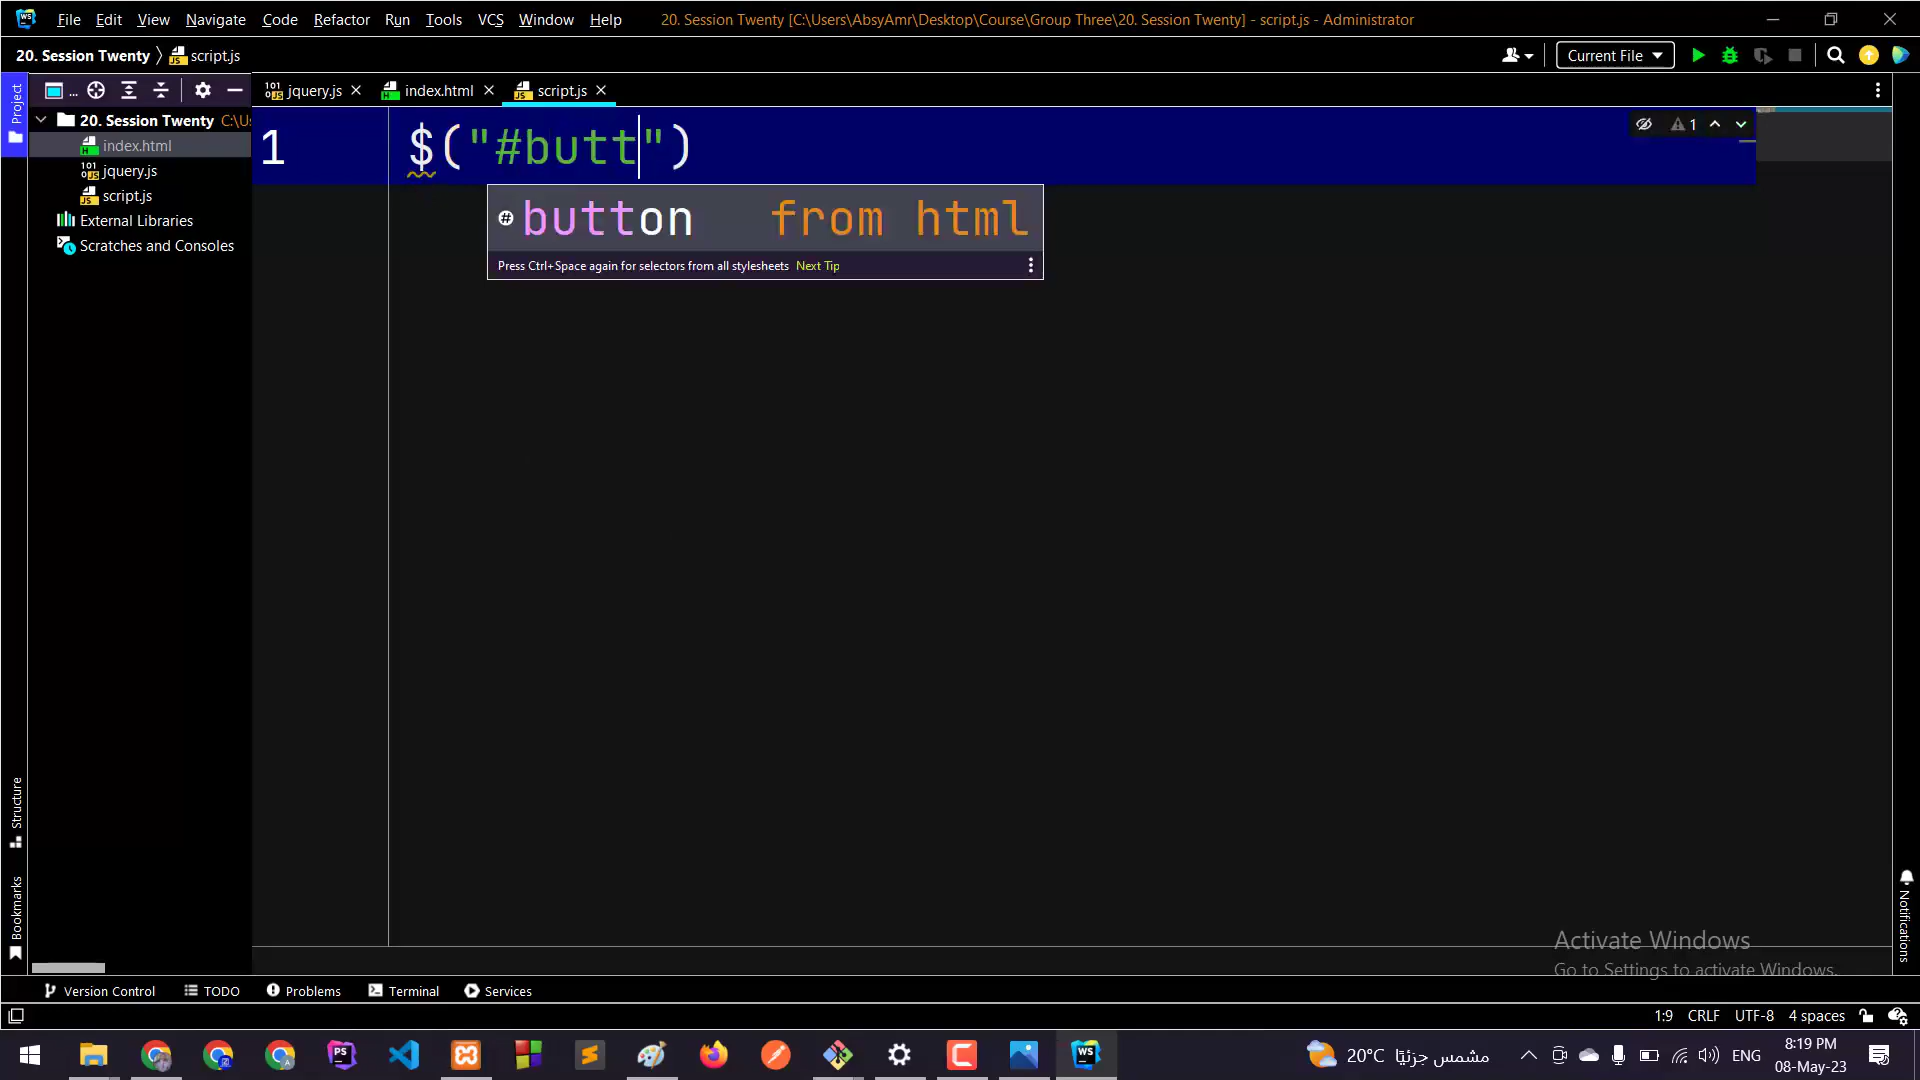 File Edit View Navigate Code Refactor Run Tools VCS Window Help 20. Session Twenty [C:\Users\AbsyAmr\Desktop\Course\Group Three\20. Session Twenty] - script.js - Administrator
20. Session Twenty script.js Current File
Project ... jquery.js index.html script.js
20. Session Twenty C:\Us
1 $("#butt") 1
index.html
jquery.js
script.js
button from html
External Libraries
Scratches and Consoles
Press Ctrl+Space again for selectors from all stylesheets Next Tip
Structure
Bookmarks
Notifications
Activate Windows
Go to Settings to activate Windows.
Version Control TODO Problems Terminal Services
1:9 CRLF UTF-8 4 spaces
20°C مشمس جزئيًا ENG 8:19 PM
08-May-23